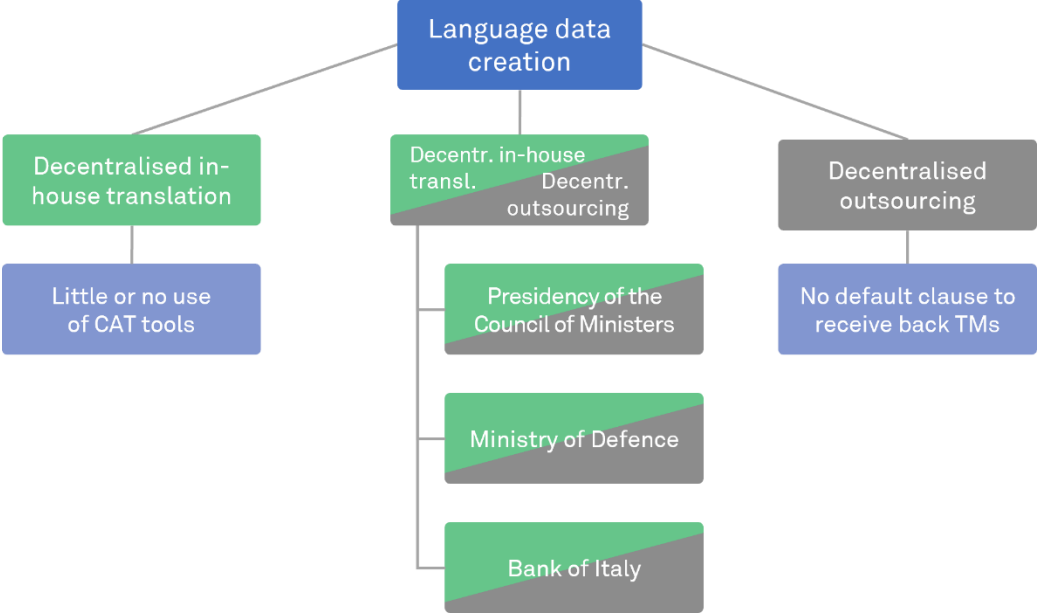 Language data
creation
Decentralised in-
house translation
Decentr. in-house
transl. Decentr.
outsourcing
Decentralised
outsourcing
Little or no use
of CAT tools
Presidency of the
Council of Ministers
No default clause to
receive back TMs
Ministry of Defence
Bank of Italy